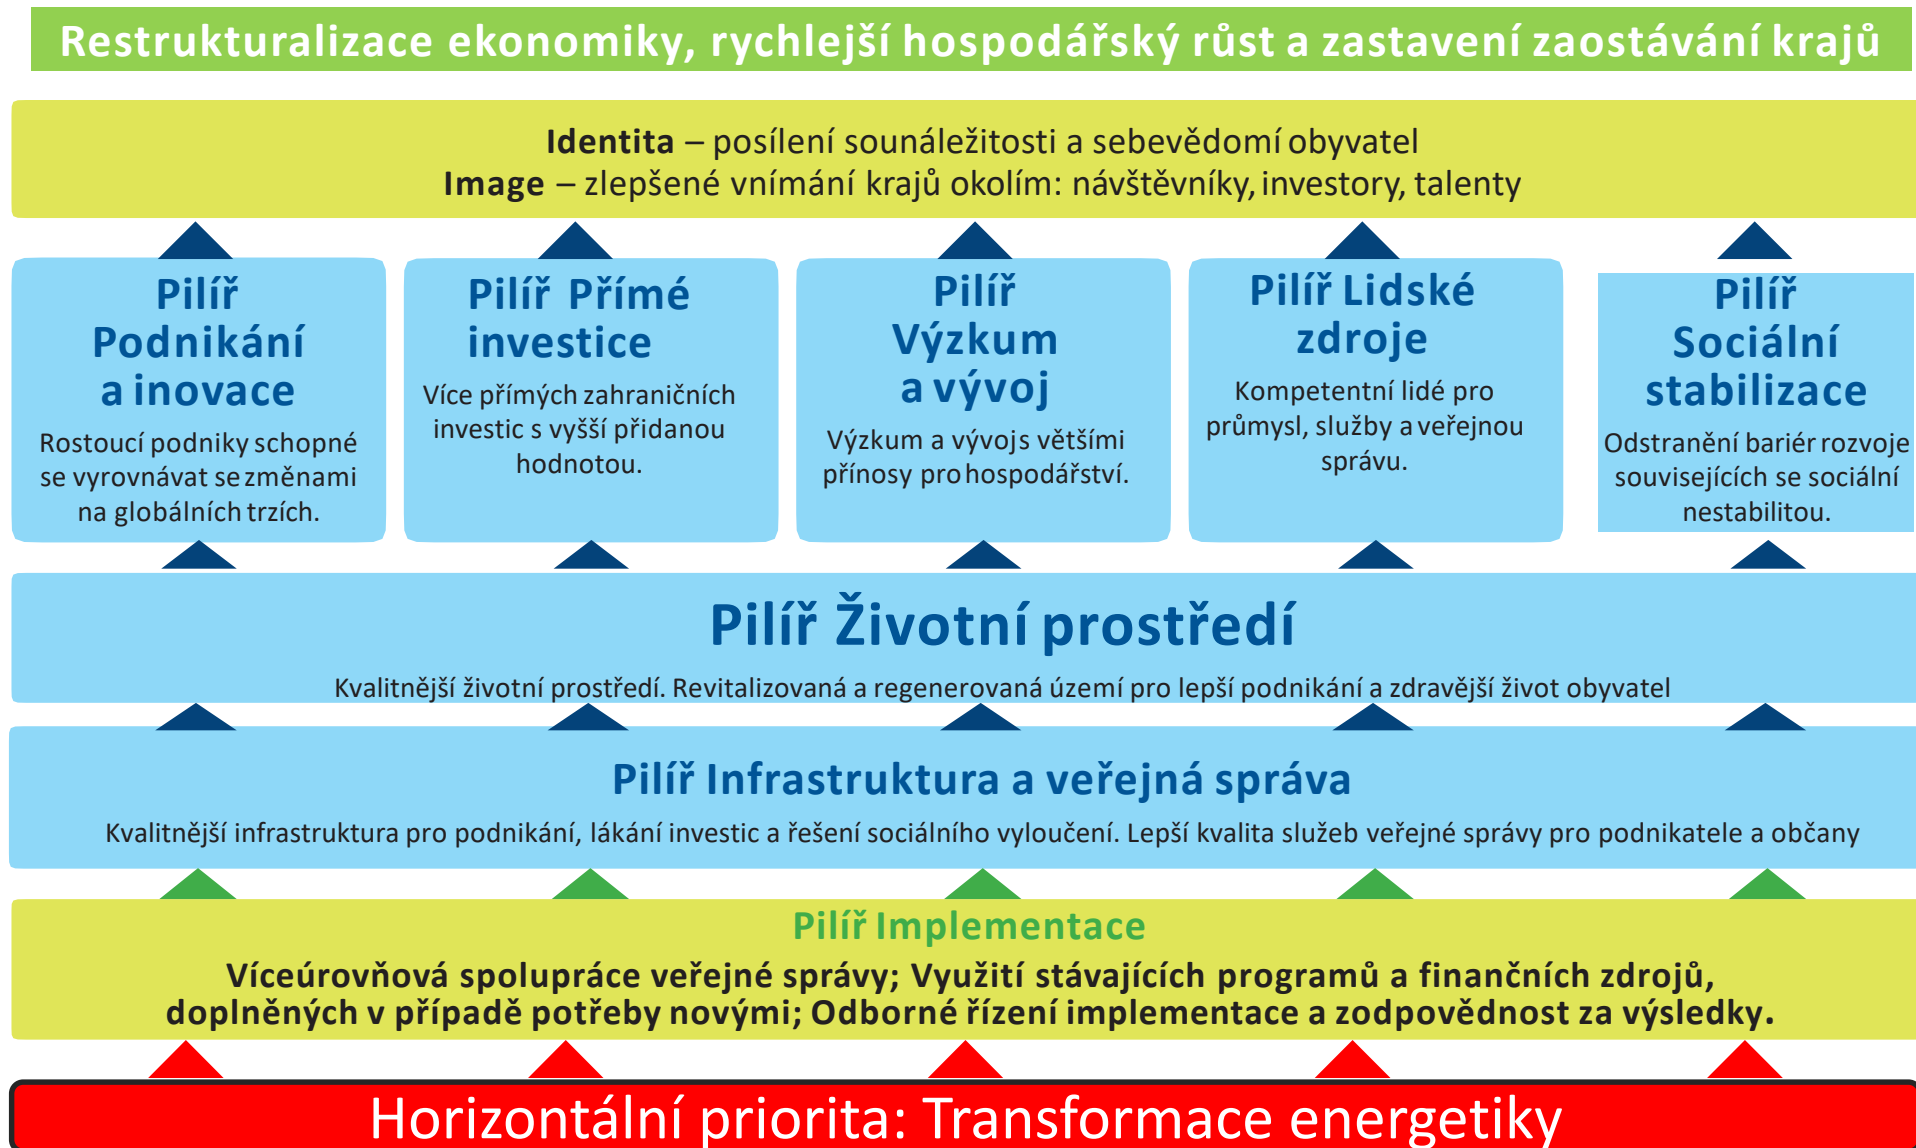 Restrukturalizace ekonomiky, rychlejší hospodářský růst a zastavení zaostávání krajů
Identita – posílení sounáležitosti a sebevědomí obyvatel
Image – zlepšené vnímání krajů okolím: návštěvníky, investory, talenty
Pilíř
Podnikání
a inovace
Rostoucí podniky schopné
se vyrovnávat se změnami
na globálních trzích.
Pilíř Přímé
investice
Více přímých zahraničních
investic s vyšší přidanou
hodnotou.
Pilíř
Výzkum
a vývoj
Výzkum a vývoj s většími
přínosy pro hospodářství.
Pilíř Lidské
zdroje
Kompetentní lidé pro
průmysl, služby a veřejnou
správu.
Pilíř
Sociální
stabilizace
Odstranění bariér rozvoje
souvisejících se sociální
nestabilitou.
Pilíř Životní prostředí
Kvalitnější životní prostředí. Revitalizovaná a regenerovaná území pro lepší podnikání a zdravější život obyvatel
Pilíř Infrastruktura a veřejná správa
Kvalitnější infrastruktura pro podnikání, lákání investic a řešení sociálního vyloučení. Lepší kvalita služeb veřejné správy pro podnikatele a občany
Pilíř Implementace
Víceúrovňová spolupráce veřejné správy; Využití stávajících programů a finančních zdrojů,
doplněných v případě potřeby novými; Odborné řízení implementace a zodpovědnost za výsledky.
Horizontální priorita: Transformace energetiky